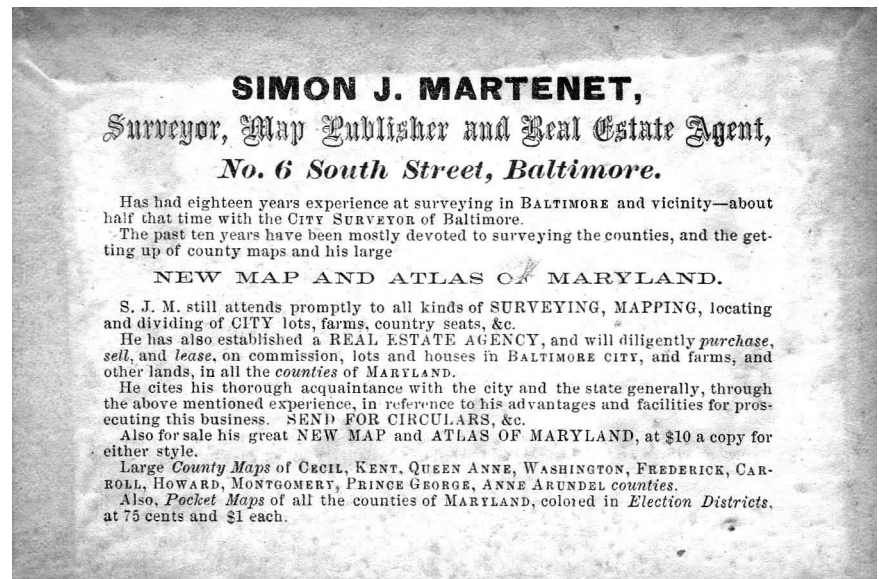 SIMON J. MARTENET,
Surveyor, Map Publisher and Real Estate Agent,
No. 6 South Street, Baltimore.
Has had eighteen years experience at surveying in BALTIMORE and vicinity—about
half that time with the CITY SURVEYOR of Baltimore.
The past ten years have been mostly devoted to surveying the counties, and the get-
ting up of county maps and his large
NEW MAP AND ATLAS OF MARYLAND.
S. J. M. still attends promptly to all kinds of SURVEYING, MAPPING, locating
and dividing of CITY lots, farms, country seats, &c.
He has also established a REAL ESTATE AGENCY, and will diligently purchase,
sell, and lease, on commission, lots and houses in BALTIMORE CITY, and farms, and
other lands, in all the counties of MARYLAND.
He cites his thorough acquaintance with the city and the state generally, through
the above mentioned experience, in reference to his advantages and facilities for pros-
ecuting this business. SEND FOR CIRCULARS, &c.
Also for sale his great NEW MAP and ATLAS OF MARYLAND, at $10 a copy for
either style.
Large County Maps of CECIL, KENT, QUEEN ANNE, WASHINGTON, FREDERICK, CAR-
ROLL, HOWARD, MONTGOMERY, PRINCE GEORGE, ANNE ARUNDEL counties.
Also, Pocket Maps of all the counties of MARYLAND, colored in Election Districts,
at 75 cents and $1 each.